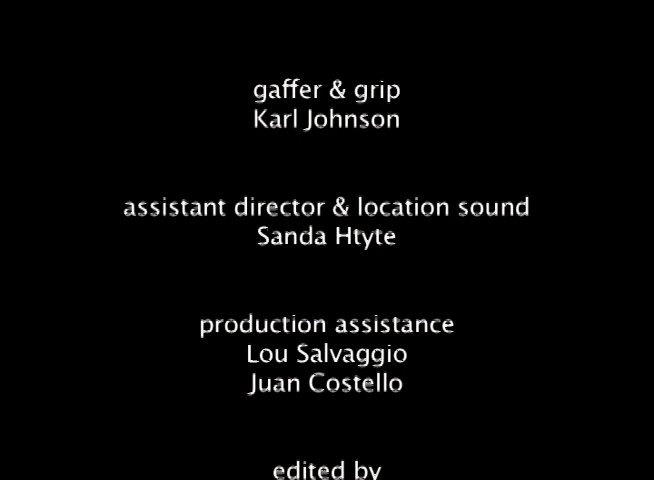 gaffer & grip
Karl Johnson
assistant director & location sound
Sanda Htyte
production assistance
Lou Salvaggio
Juan Costello
edited by